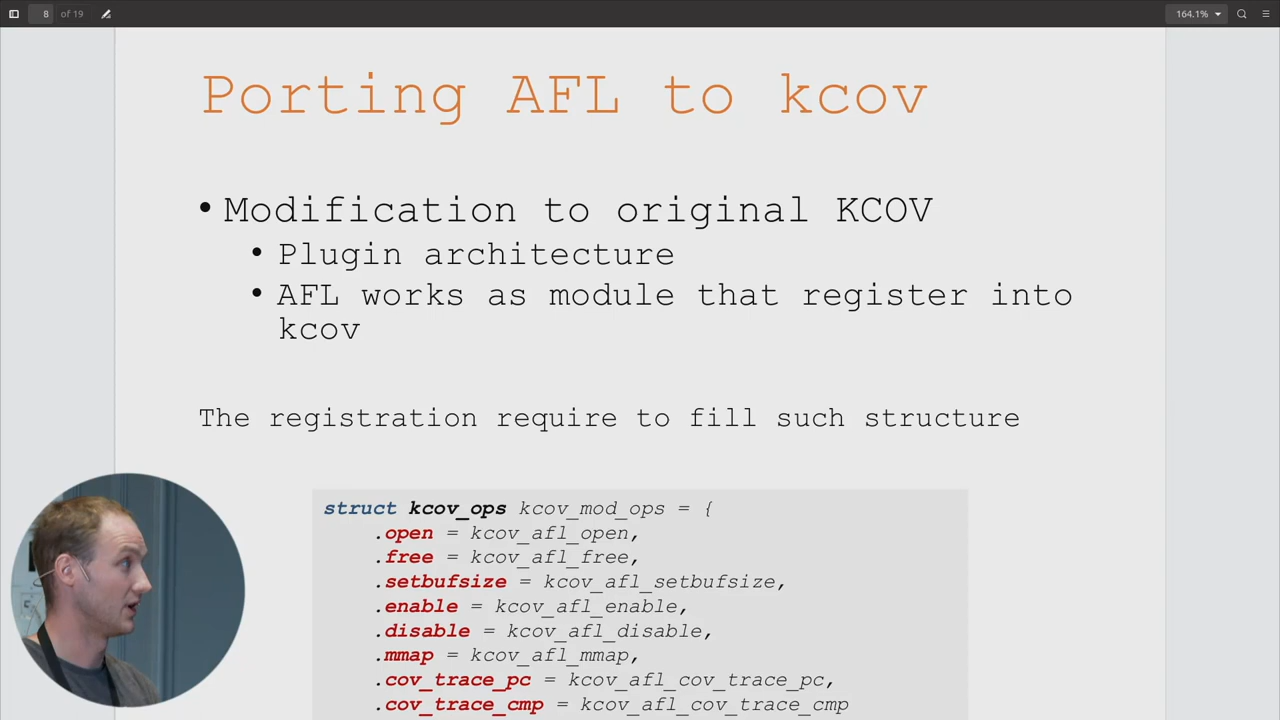 8 of 19
164.1%
Porting AFL to kcov
• Modification to original KCOV
• Plugin architecture
• AFL works as module that register into
kcov
The registration require to fill such structure
struct kcov_ops kcov_mod_ops = {
.open = kcov_afl_open,
.free = kcov_afl_free,
.setbufsize = kcov_afl_setbufsize,
.enable = kcov_afl_enable,
.disable = kcov_afl_disable,
.mmap = kcov_afl_mmap,
.cov_trace_pc = kcov_afl_cov_trace_pc,
.cov_trace_cmp = kcov_afl_cov_trace_cmp